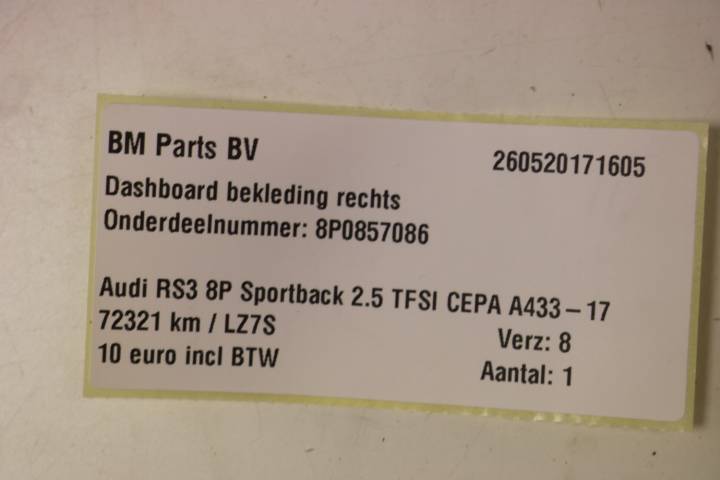 BM Parts BV 260520171605
Dashboard bekleding rechts
Onderdeelnummer: 8P0857086
Audi RS3 8P Sportback 2.5 TFSI CEPA A433-17
72321 km / LZ7S Verz: 8
10 euro incl BTW Aantal: 1